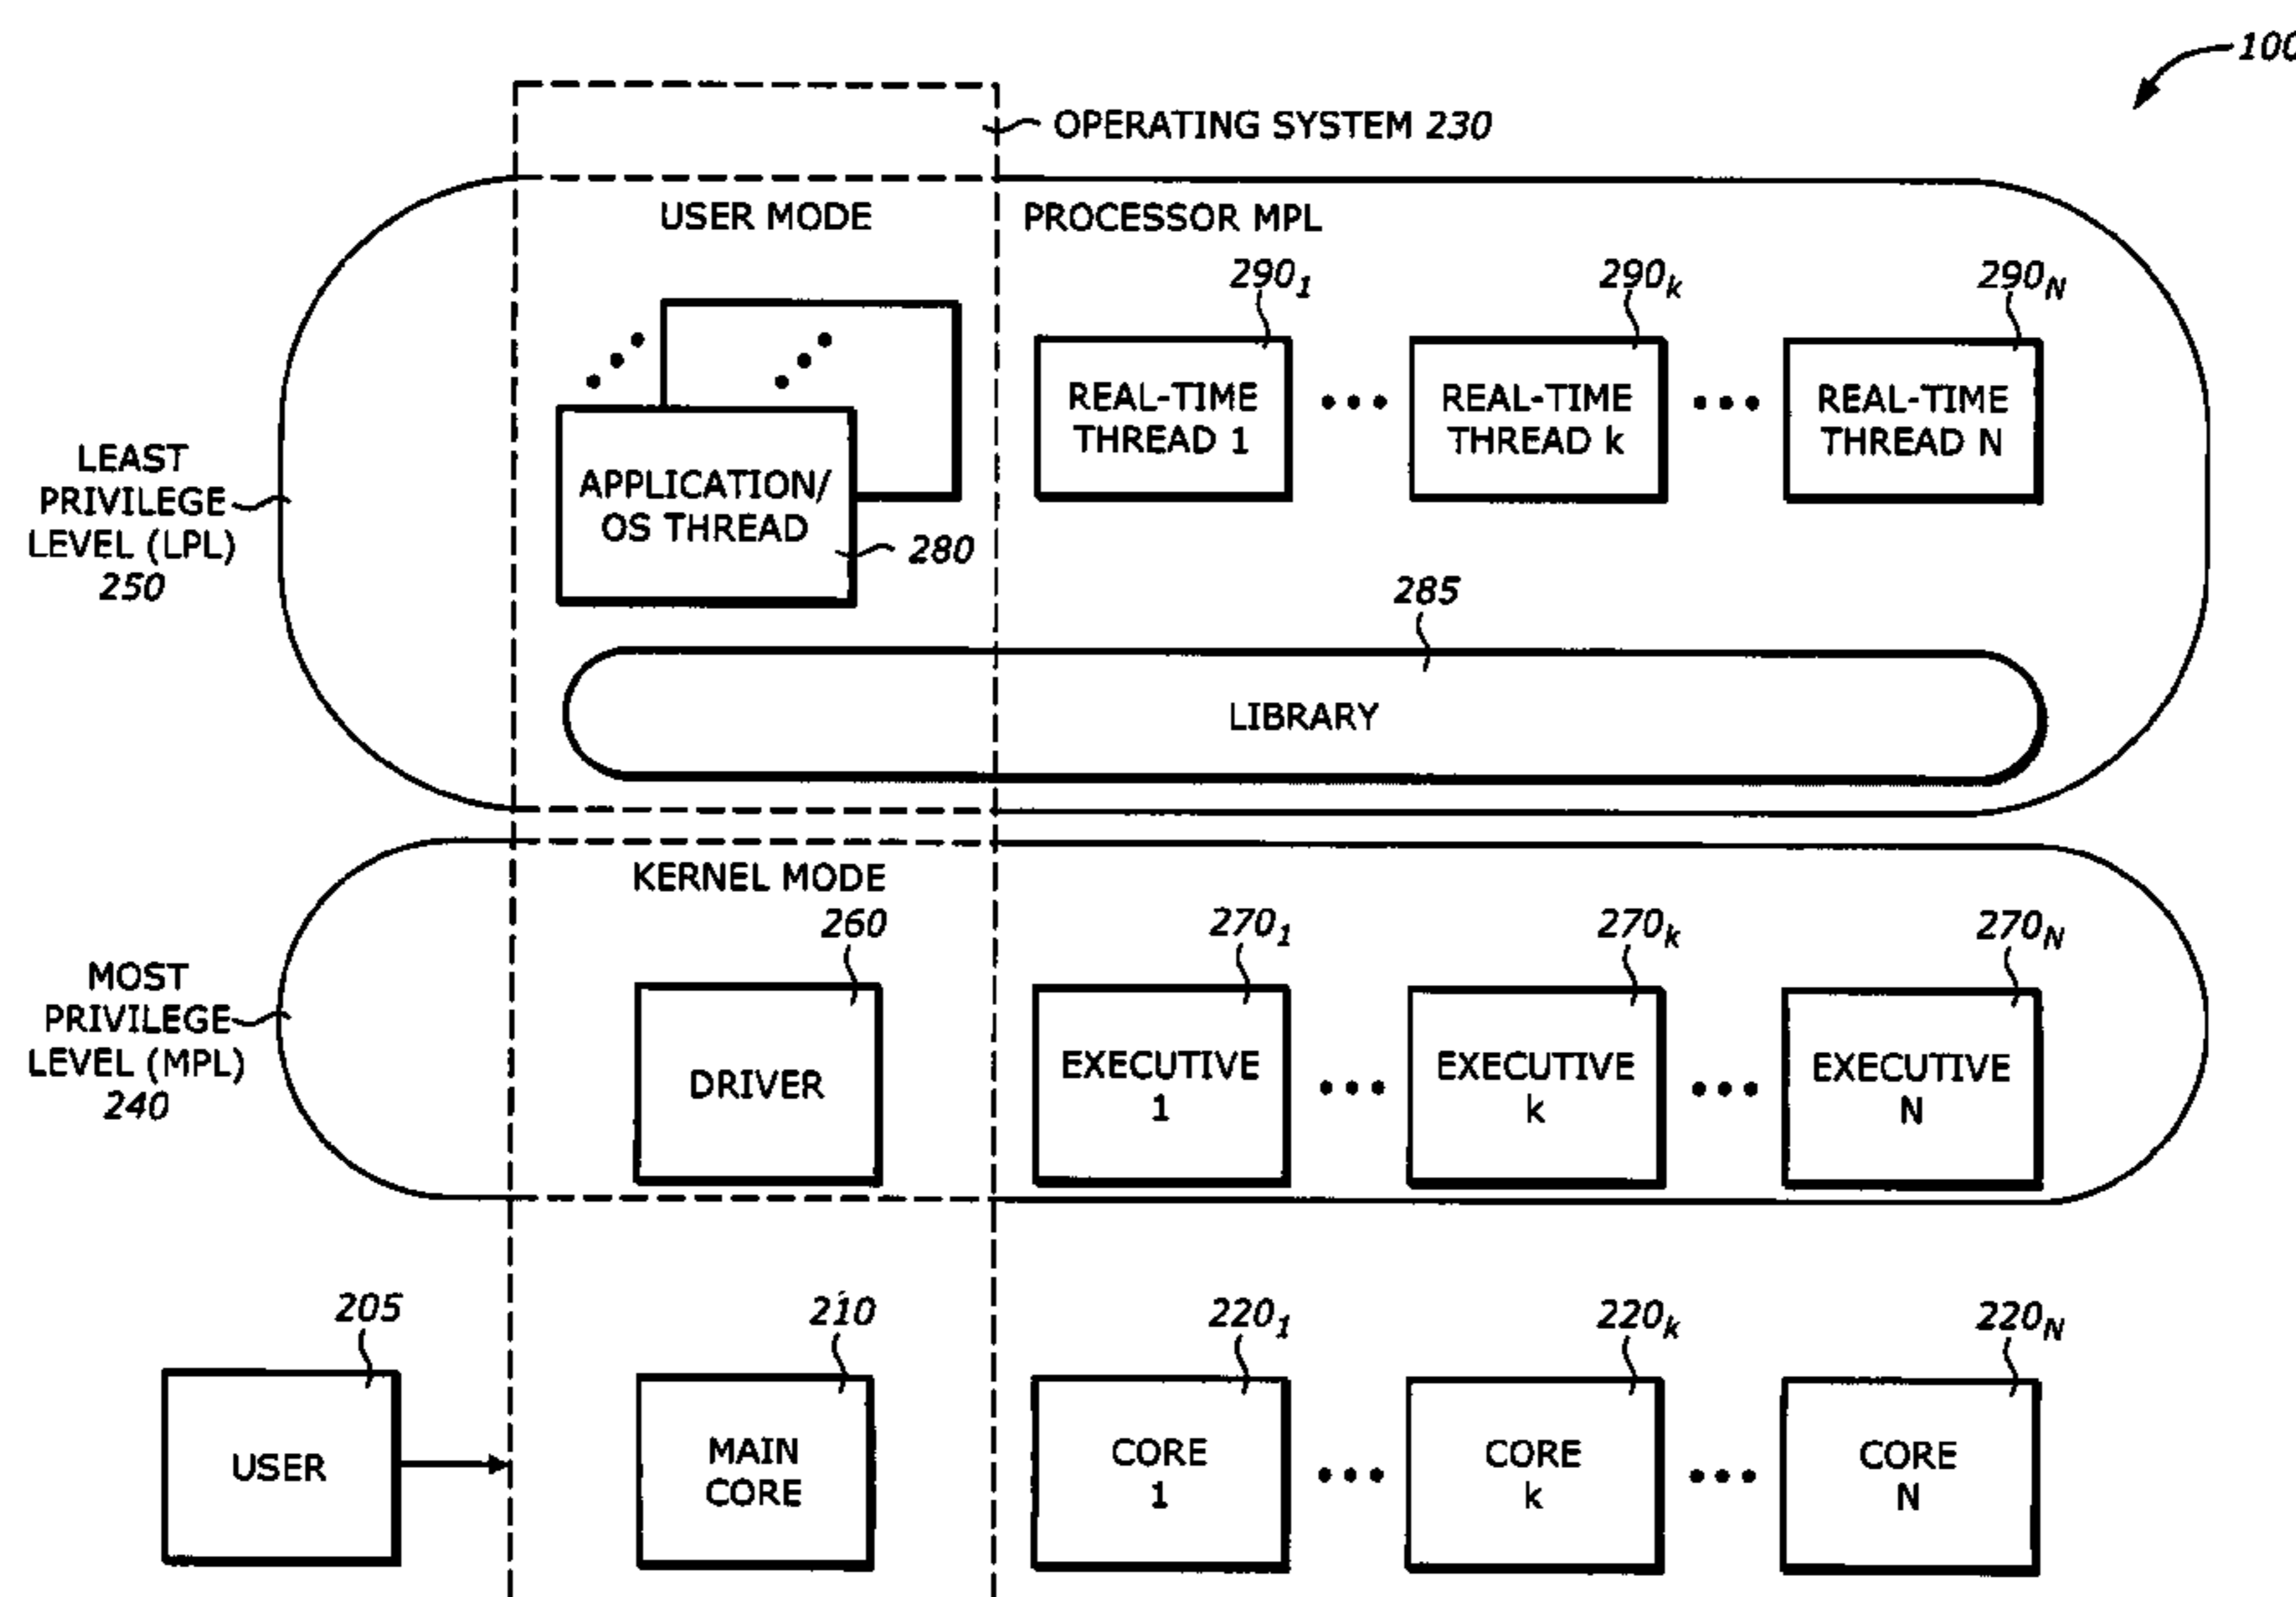 100
OPERATING SYSTEM 230
USER MODE
PROCESSOR MPL
290₁
290ₖ
290_N
REAL-TIME
THREAD 1
REAL-TIME
THREAD k
REAL-TIME
THREAD N
LEAST
PRIVILEGE
LEVEL (LPL)
250
APPLICATION/
OS THREAD
280
285
LIBRARY
KERNEL MODE
260
270₁
270ₖ
270_N
MOST
PRIVILEGE
LEVEL (MPL)
240
DRIVER
EXECUTIVE
1
EXECUTIVE
k
EXECUTIVE
N
205
210
220₁
220ₖ
220_N
USER
MAIN
CORE
CORE
1
CORE
k
CORE
N